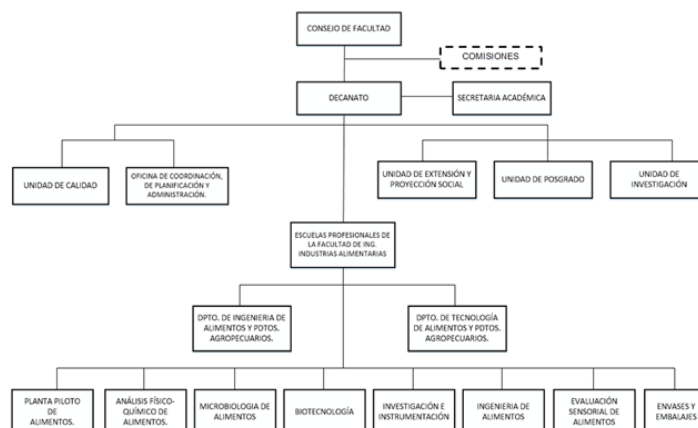 CONSEJO DE FACULTAD
COMISIONES
DECANATO
SECRETARIA ACADÉMICA
UNIDAD DE CALIDAD
OFICINA DE COORDINACIÓN,
DE PLANIFICACIÓN Y
ADMINISTRACIÓN.
UNIDAD DE EXTENSIÓN Y
PROYECCIÓN SOCIAL
UNIDAD DE POSGRADO
UNIDAD DE
INVESTIGACIÓN
ESCUELAS PROFESIONALES DE
LA FACULTAD DE ING.
INDUSTRIAS ALIMENTARIAS
DPTO. DE INGENIERIA DE
ALIMENTOS Y PDTOS.
AGROPECUARIOS.
DPTO. DE TECNOLOGÍA
DE ALIMENTOS Y PDTOS.
AGROPECUARIOS.
PLANTA PILOTO
DE
ALIMENTOS.
ANÁLISIS FÍSICO-
QUÍMICO DE
ALIMENTOS.
MICROBIOLOGIA DE
ALIMENTOS
BIOTECNOLOGÍA
INVESTIGACIÓN E
INSTRUMENTACIÓN
INGENIERIA DE
ALIMENTOS
EVALUACIÓN
SENSORIAL DE
ALIMENTOS
ENVASES Y
EMBALAJES